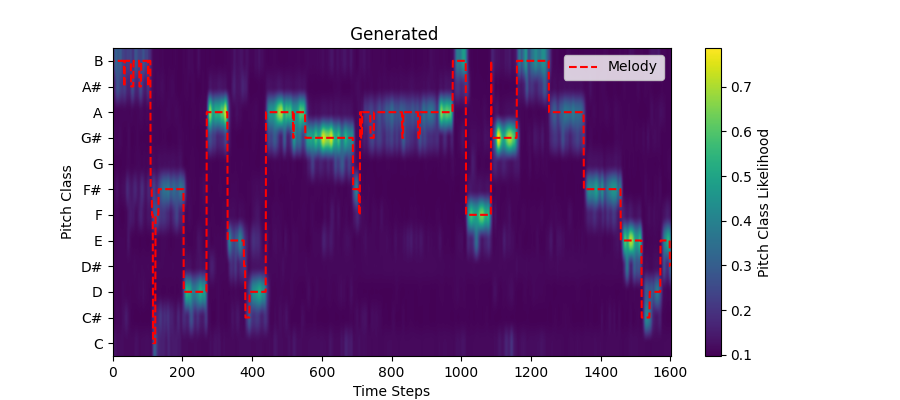 Generated
Melody
Pitch Class
B
A#
A
G#
G
F#
F
E
D#
D
C#
C
0 200 400 600 800 1000 1200 1400 1600
Time Steps
0.7
0.6
0.5
0.4
0.3
0.2
0.1
Pitch Class Likelihood